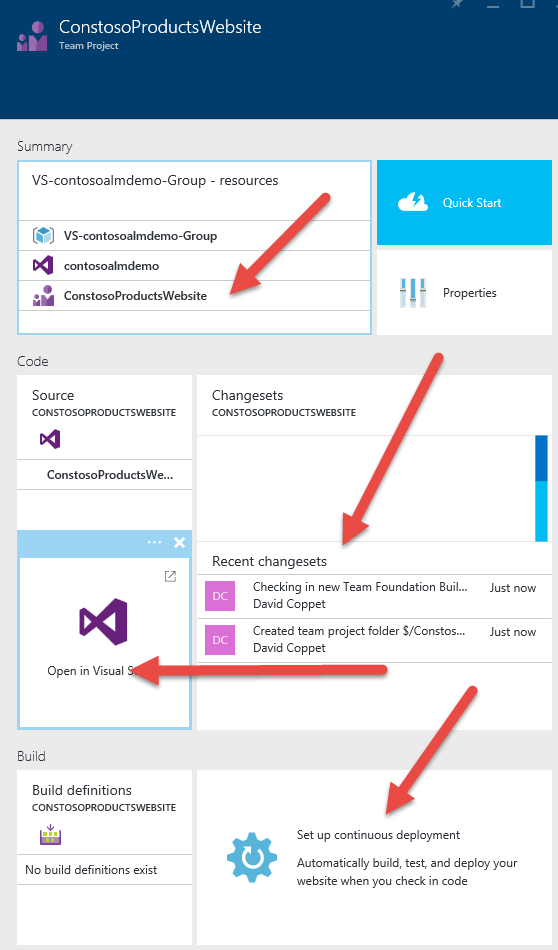 ConstosoProductsWebsite
Team Project
Summary
VS-contosoalmdemo-Group - resources
VS-contosoalmdemo-Group
contosoalmdemo
ConstosoProductsWebsite
Quick Start
Properties
Code
Source
CONSTOSOPRODUCTSWEBSITE
ConstosoProductsWe...
Changesets
CONSTOSOPRODUCTSWEBSITE
Recent changesets
DC
Checking in new Team Foundation Buil...
Just now
David Coppet
DC
Created team project folder $/Constos...
Just now
David Coppet
Open in Visual
Build
Build definitions
CONSTOSOPRODUCTSWEBSITE
No build definitions exist
Set up continuous deployment
Automatically build, test, and deploy your
website when you check in code